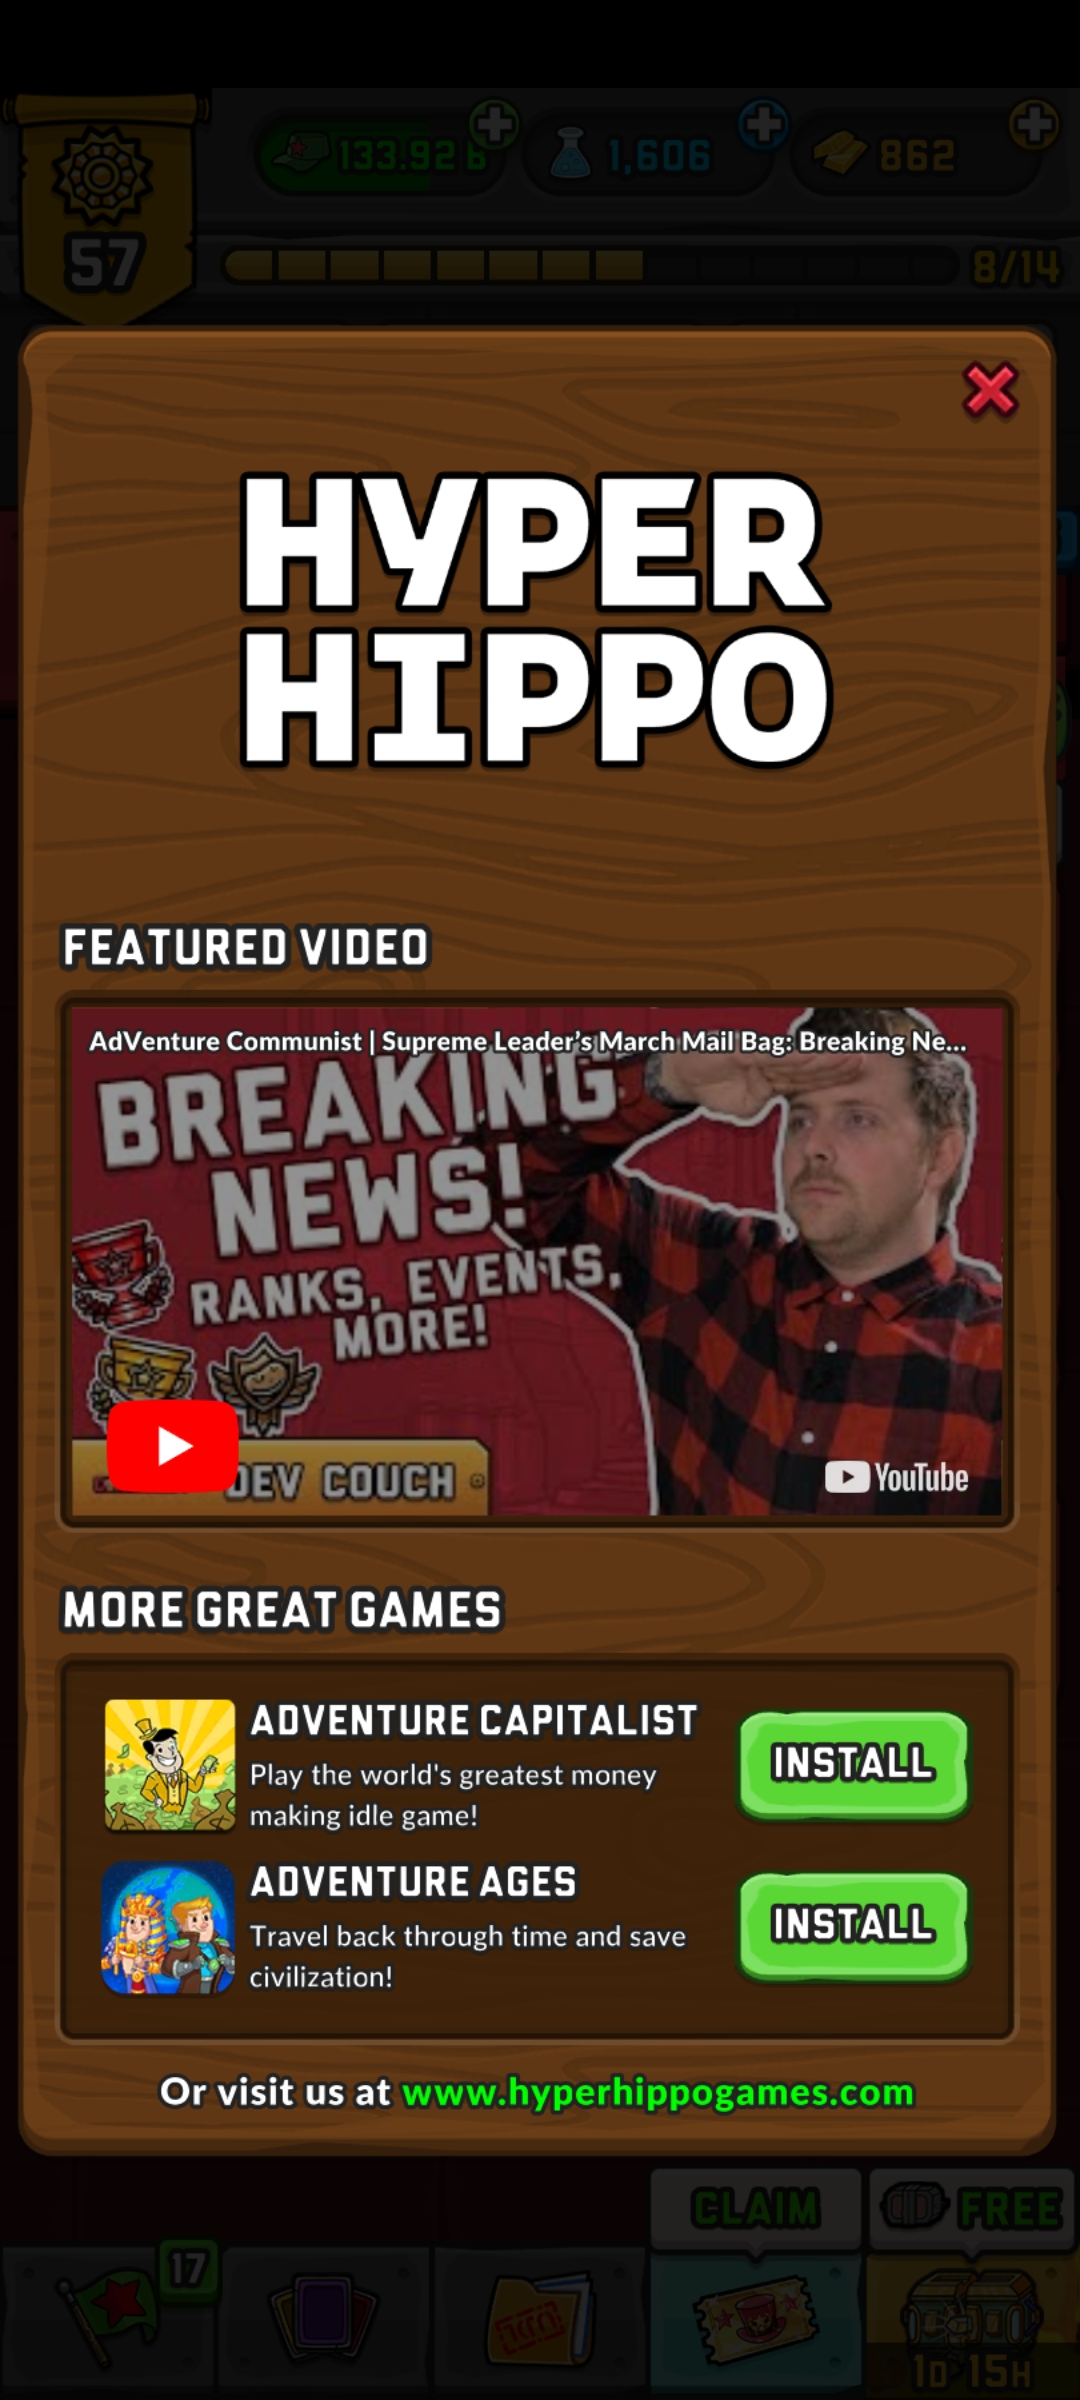 133.92 b
1,606
862
57
8/14
HYPER
HIPPO
FEATURED VIDEO
AdVenture Communist | Supreme Leader's March Mail Bag: Breaking Ne...
BREAKING
NEWS!
RANKS, EVENTS,
MORE!
DEV COUCH
YouTube
MORE GREAT GAMES
ADVENTURE CAPITALIST
Play the world's greatest money
making idle game!
INSTALL
ADVENTURE AGES
Travel back through time and save
civilization!
INSTALL
Or visit us at www.hyperhippogames.com
CLAIM
FREE
17
1D 15H